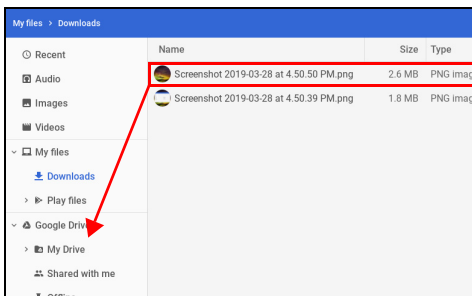 My files > Downloads
Name Size Type
Recent
Screenshot 2019-03-28 at 4.50.50 PM.png 2.6 MB PNG imag
Audio
Screenshot 2019-03-28 at 4.50.39 PM.png 1.8 MB PNG imag
Images
Videos
My files
Downloads
Play files
Google Drive
My Drive
Shared with me